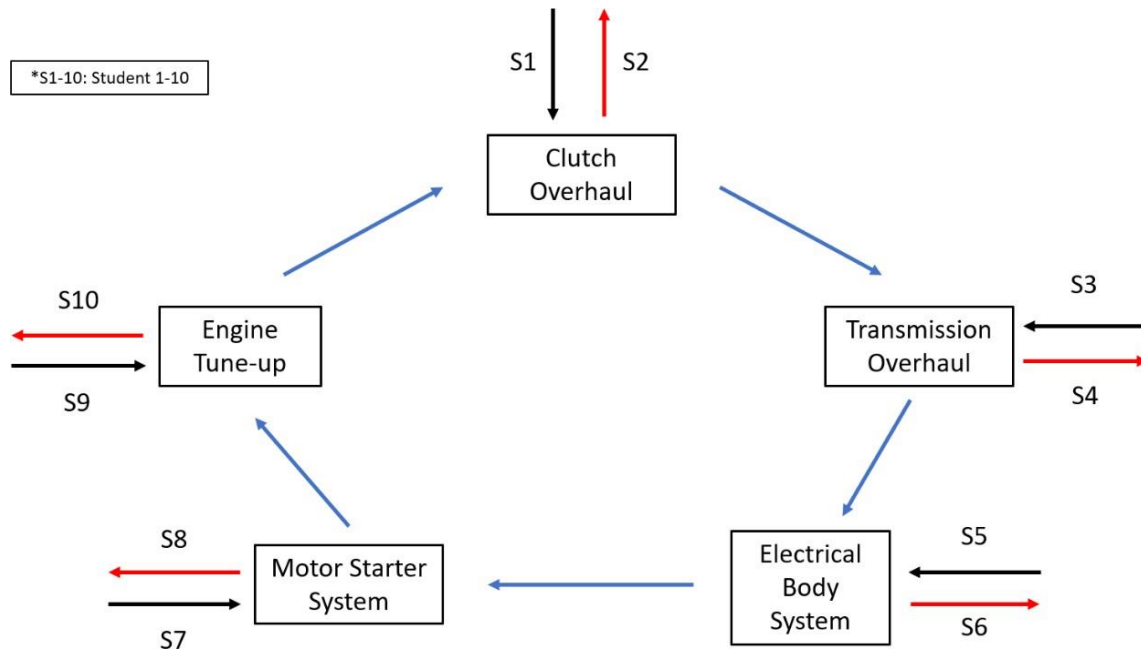 *S1-10: Student 1-10
S1
S2
Clutch
Overhaul
S10
Engine
Tune-up
S9
S3
Transmission
Overhaul
S4
S8
Motor Starter
System
S7
S5
Electrical
Body
System
S6